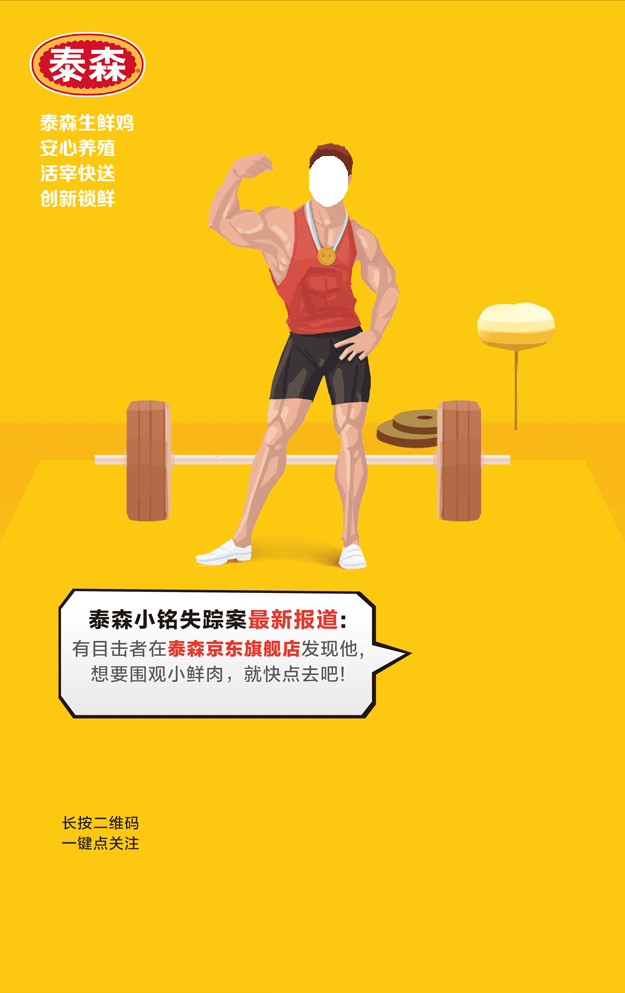 泰森
泰森生鲜鸡
安心养殖
活宰快送
创新锁鲜
泰森小铭失踪案最新报道:
有目击者在泰森京东旗舰店发现他,
想要围观小鲜肉，就快点去吧!
长按二维码
一键点关注